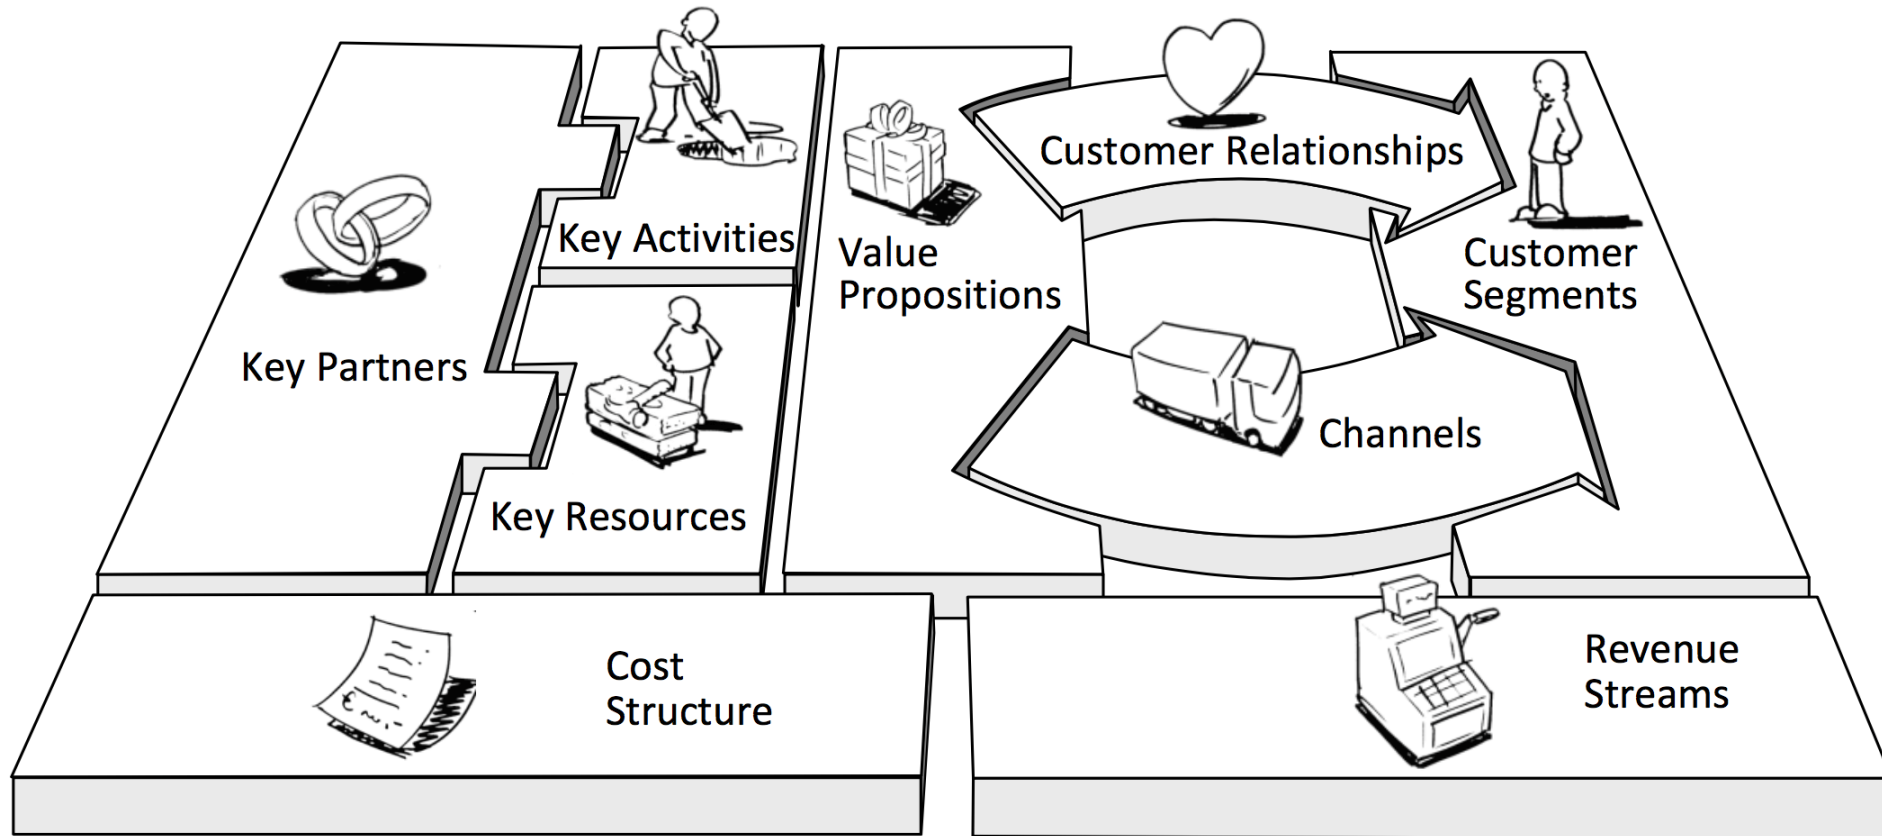 Key Partners
Key Activities
Key Resources
Value
Propositions
Customer Relationships
Channels
Customer
Segments
Cost
Structure
Revenue
Streams